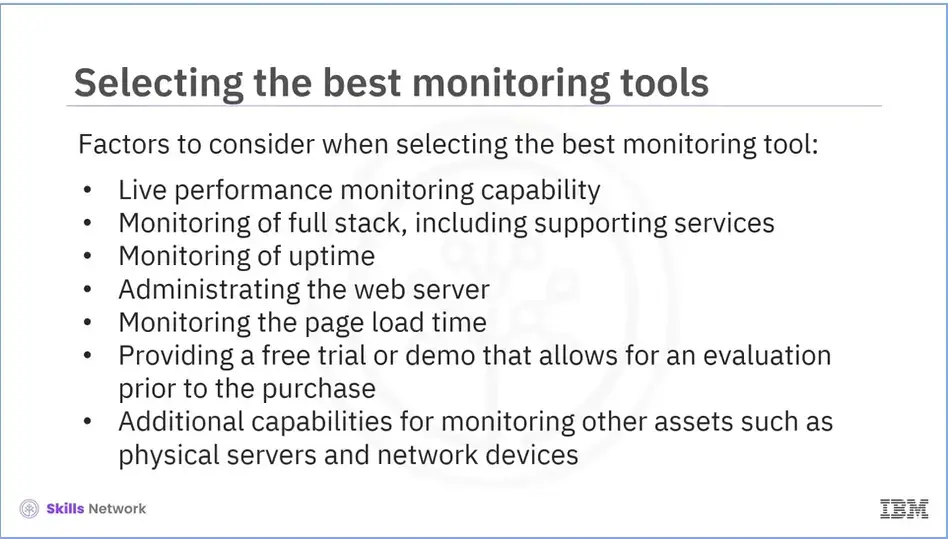 Selecting the best monitoring tools
Factors to consider when selecting the best monitoring tool:
• Live performance monitoring capability
• Monitoring of full stack, including supporting services
• Monitoring of uptime
• Administrating the web server
• Monitoring the page load time
• Providing a free trial or demo that allows for an evaluation
prior to the purchase
• Additional capabilities for monitoring other assets such as
physical servers and network devices
Skills Network
IBM